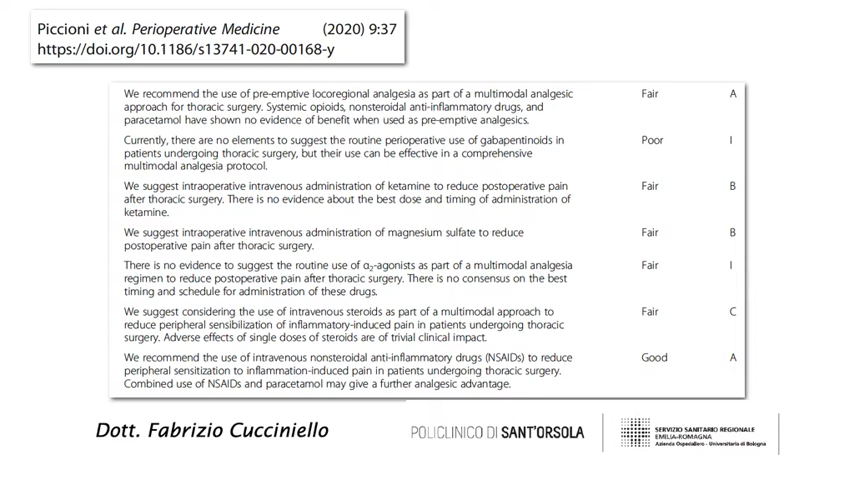 Piccioni et al. Perioperative Medicine (2020) 9:37
https://doi.org/10.1186/s13741-020-00168-y
We recommend the use of pre-emptive locoregional analgesia as part of a multimodal analgesic Fair A
approach for thoracic surgery. Systemic opioids, nonsteroidal anti-inflammatory drugs, and
paracetamol have shown no evidence of benefit when used as pre-emptive analgesics.
Currently, there are no elements to suggest the routine perioperative use of gabapentinoids in Poor I
patients undergoing thoracic surgery, but their use can be effective in a comprehensive
multimodal analgesia protocol.
We suggest intraoperative intravenous administration of ketamine to reduce postoperative pain Fair B
after thoracic surgery. There is no evidence about the best dose and timing of administration of
ketamine.
We suggest intraoperative intravenous administration of magnesium sulfate to reduce Fair B
postoperative pain after thoracic surgery.
There is no evidence to suggest the routine use of α₂-agonists as part of a multimodal analgesia Fair I
regimen to reduce postoperative pain after thoracic surgery. There is no consensus on the best
timing and schedule for administration of these drugs.
We suggest considering the use of intravenous steroids as part of a multimodal approach to Fair C
reduce peripheral sensibilization of inflammatory-induced pain in patients undergoing thoracic
surgery. Adverse effects of single doses of steroids are of trivial clinical impact.
We recommend the use of intravenous nonsteroidal anti-inflammatory drugs (NSAIDs) to reduce Good A
peripheral sensitization to inflammation-induced pain in patients undergoing thoracic surgery.
Combined use of NSAIDs and paracetamol may give a further analgesic advantage.
Dott. Fabrizio Cucciniello
POLICLINICO DI SANT'ORSOLA
SERVIZIO SANITARIO REGIONALE
EMILIA-ROMAGNA
Azienda Ospedaliero - Universitaria di Bologna